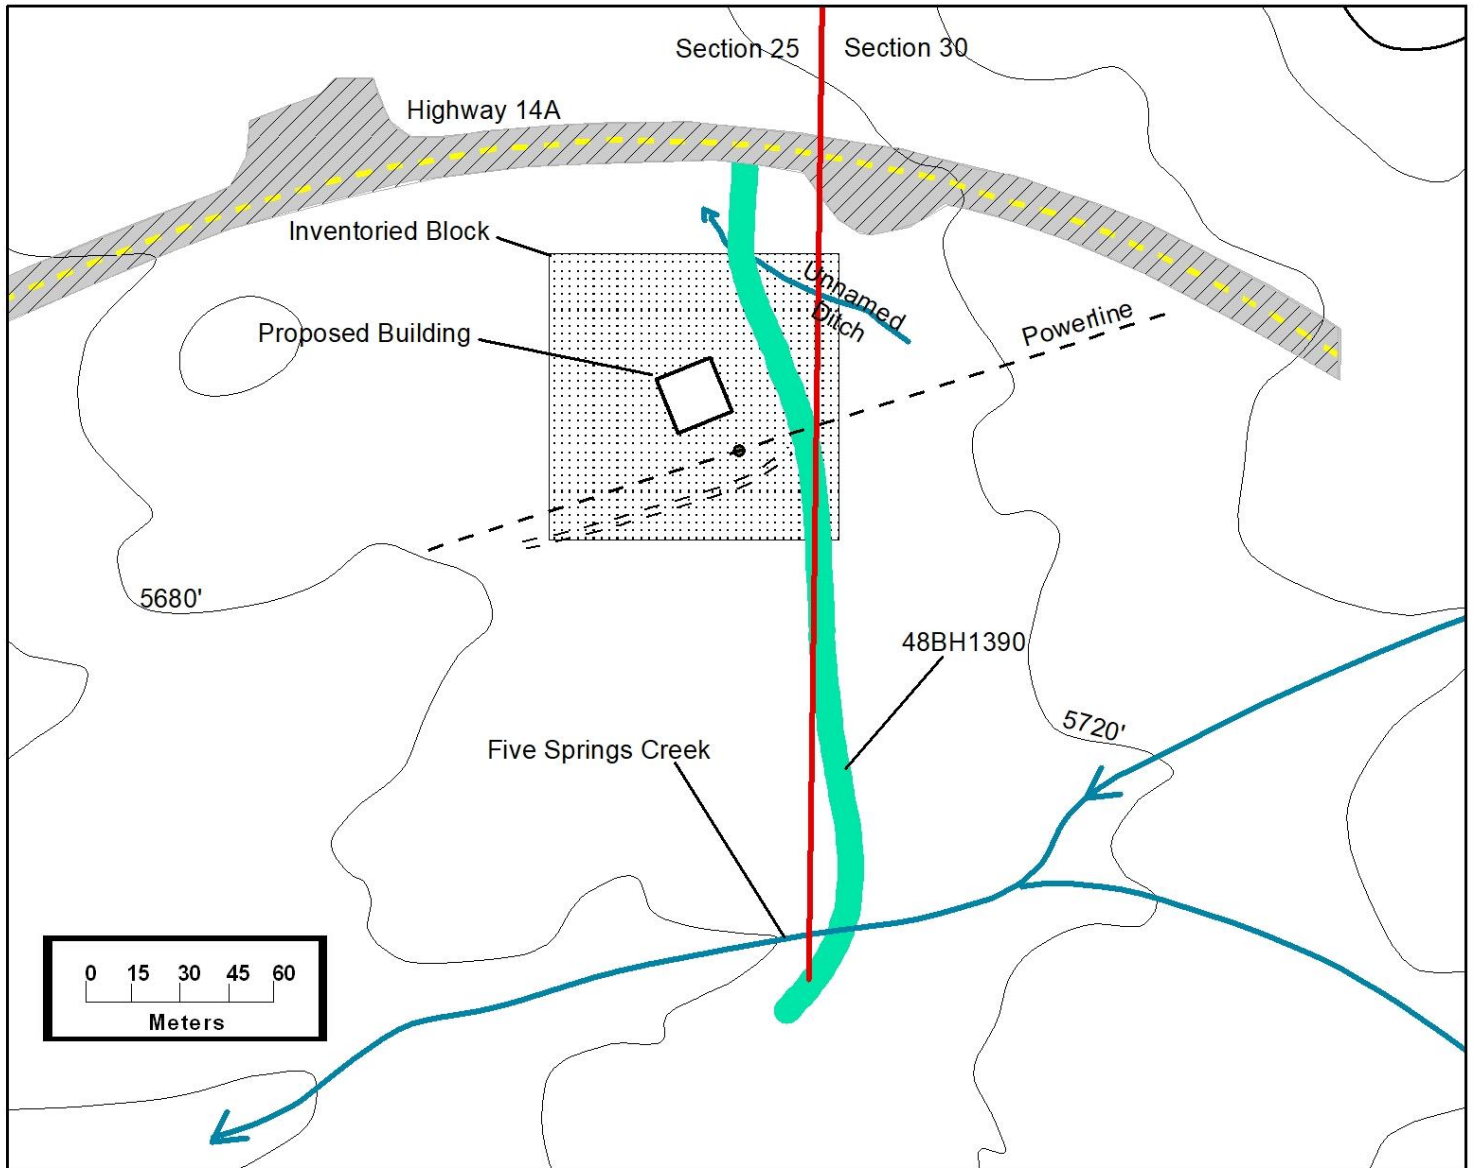 Section 25
Section 30
Highway 14A
Inventoried Block
Unnamed
Ditch
Powerline
Proposed Building
5680'
48BH1390
5720'
Five Springs Creek
0 15 30 45 60
Meters